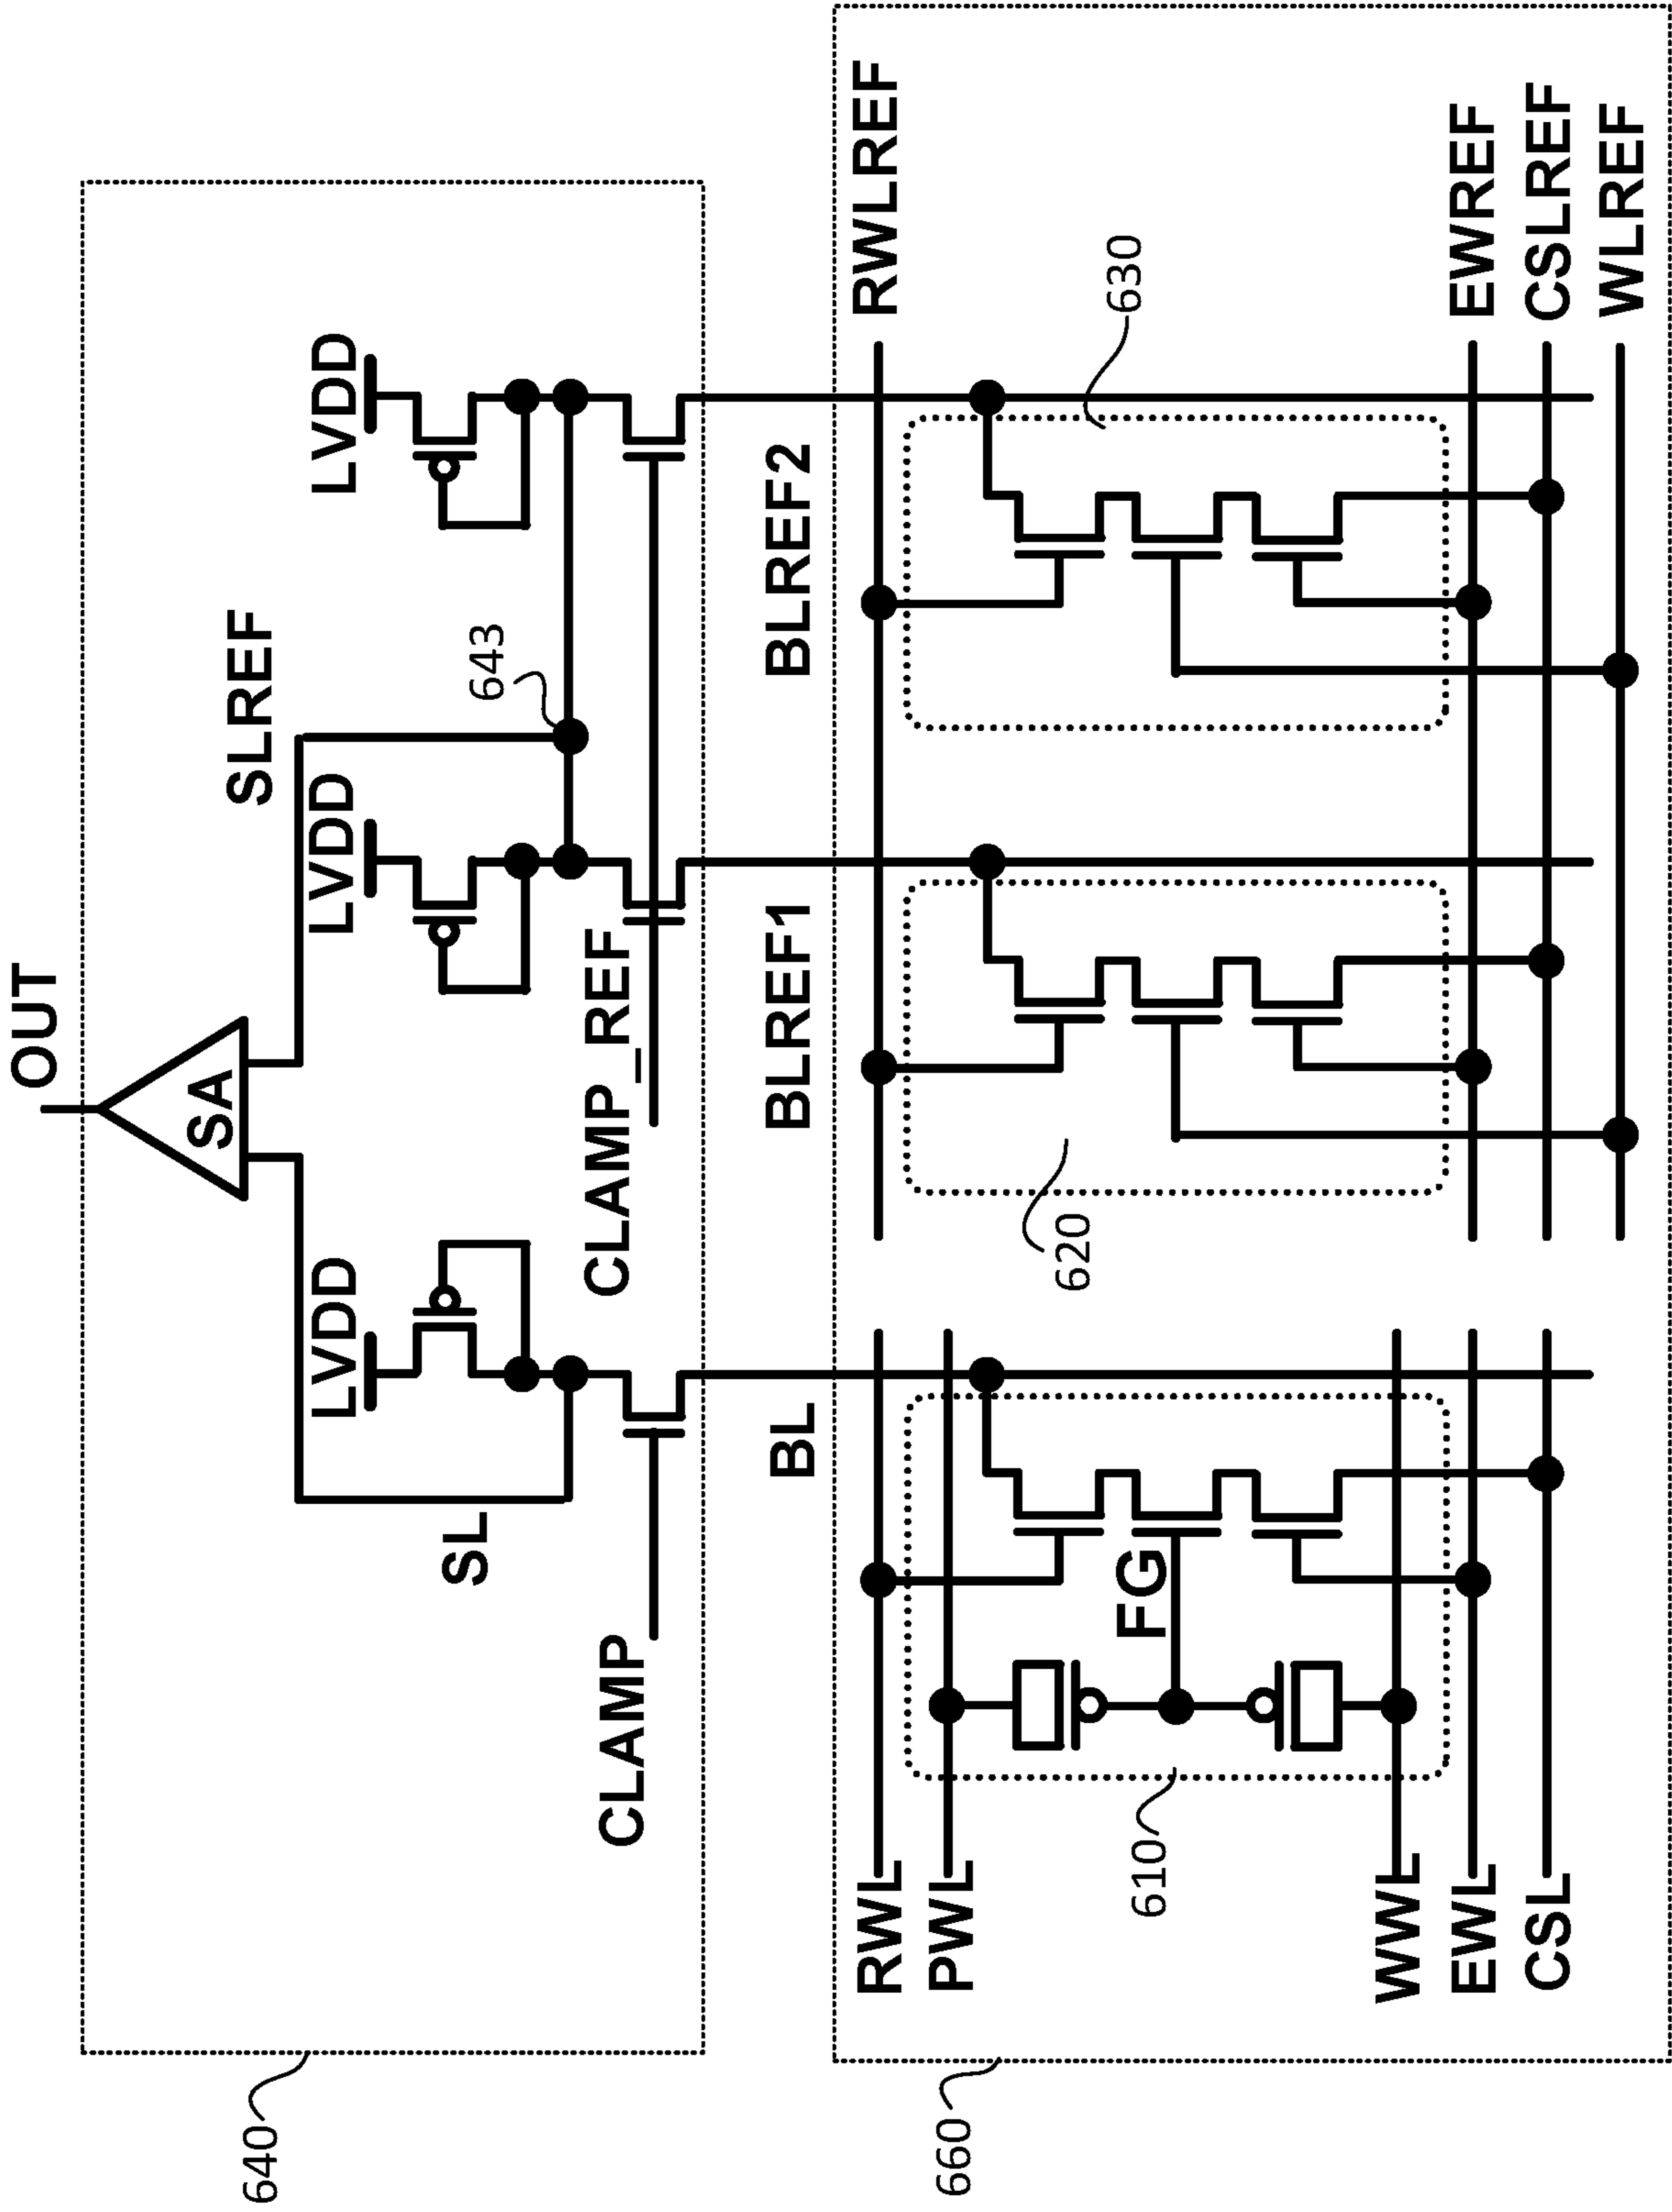 OUT
SA
SLREF
LVDD
LVDD
LVDD
SL
643
CLAMP
CLAMP_REF
640
BL
BLREF1
BLREF2
RWL
PWL
FG
WWL
EWL
CSL
610
620
630
RWLREF
EWREF
CSLREF
WLREF
660